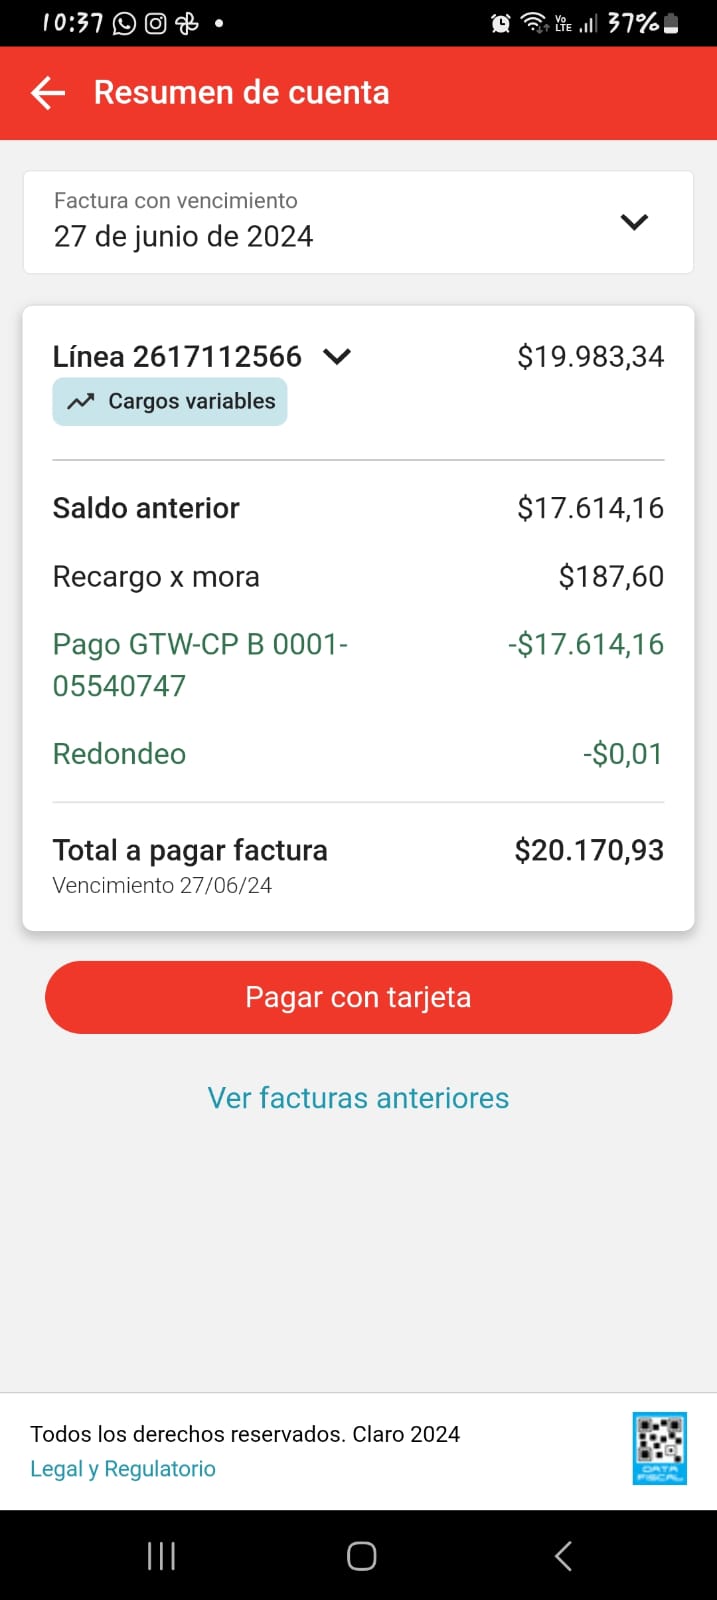 10:37
Vo LTE 37%
Resumen de cuenta
Factura con vencimiento
27 de junio de 2024
Línea 2617112566 $19.983,34
Cargos variables
Saldo anterior $17.614,16
Recargo x mora $187,60
Pago GTW-CP B 0001- -$17.614,16
05540747
Redondeo -$0,01
Total a pagar factura $20.170,93
Vencimiento 27/06/24
Pagar con tarjeta
Ver facturas anteriores
Todos los derechos reservados. Claro 2024
Legal y Regulatorio
DATA
FISCAL